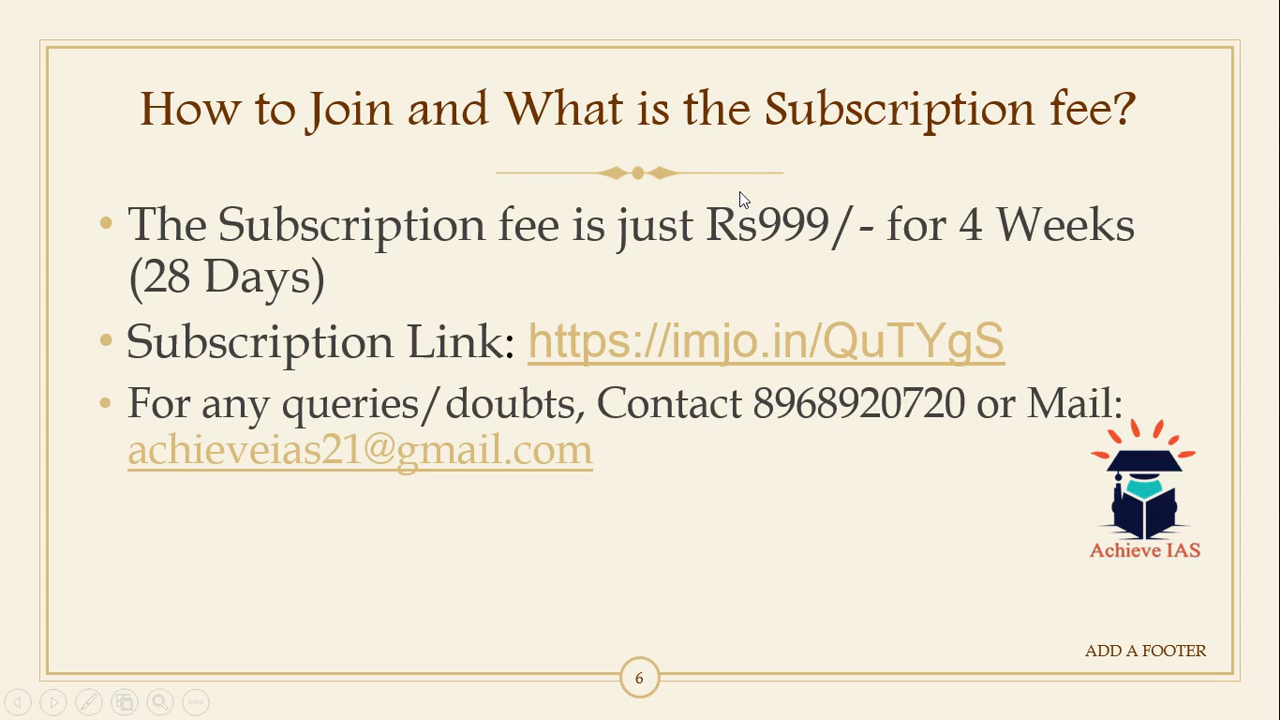 How to Join and What is the Subscription fee?
• The Subscription fee is just Rs999/- for 4 Weeks
(28 Days)
• Subscription Link: https://imjo.in/QuTYgS
• For any queries/doubts, Contact 8968920720 or Mail:
achieveias21@gmail.com
Achieve IAS
ADD A FOOTER
6